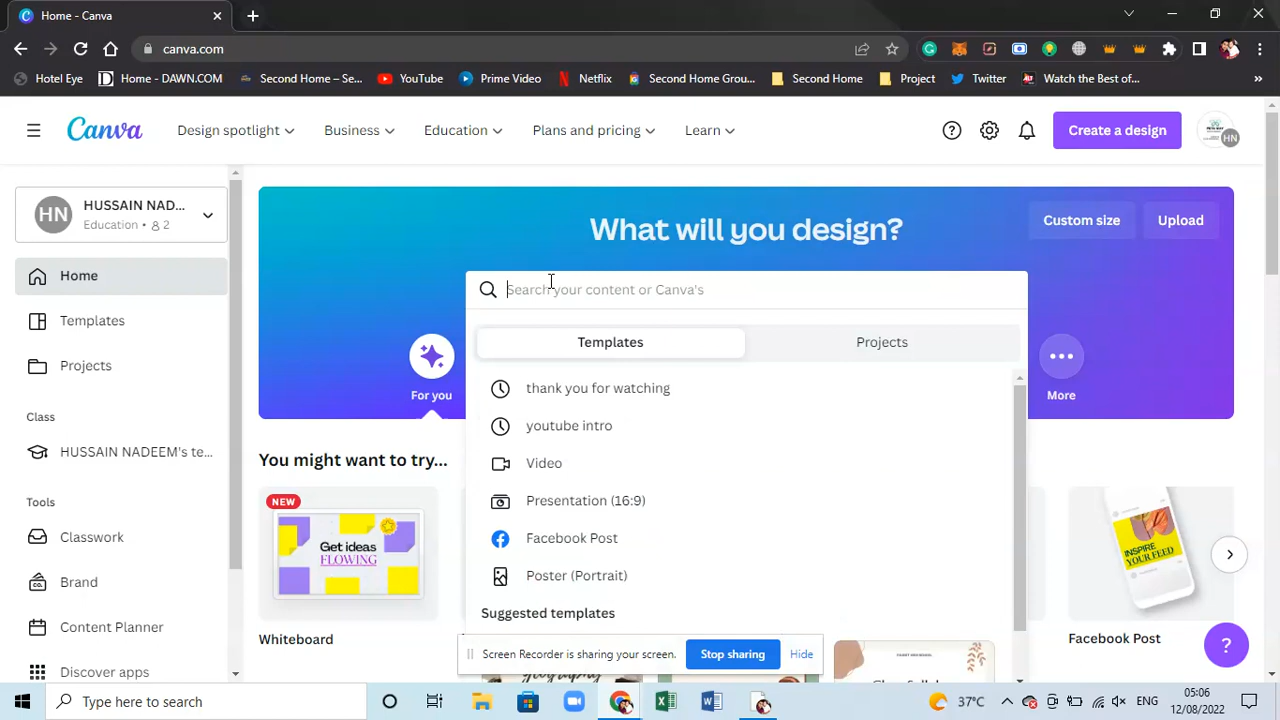 Home - Canva
canva.com
Hotel Eye
Home - DAWN.COM
Second Home – Se...
YouTube
Prime Video
Netflix
Second Home Grou...
Second Home
Project
Twitter
Watch the Best of...
Canva
Design spotlight
Business
Education
Plans and pricing
Learn
Create a design
HN
HN
HUSSAIN NAD...
Education • 2
What will you design?
Custom size
Upload
Home
Search your content or Canva's
Templates
Templates
Projects
Projects
For you
thank you for watching
More
Class
youtube intro
HUSSAIN NADEEM's te...
You might want to try...
Video
Tools
NEW
Presentation (16:9)
Classwork
Get ideas
FLOWING
Facebook Post
INSPIRE
YOUR FEED
Brand
Poster (Portrait)
Suggested templates
Content Planner
Whiteboard
Facebook Post
Screen Recorder is sharing your screen.
Stop sharing
Hide
Discover apps
Type here to search
37°C
ENG
05:06
12/08/2022